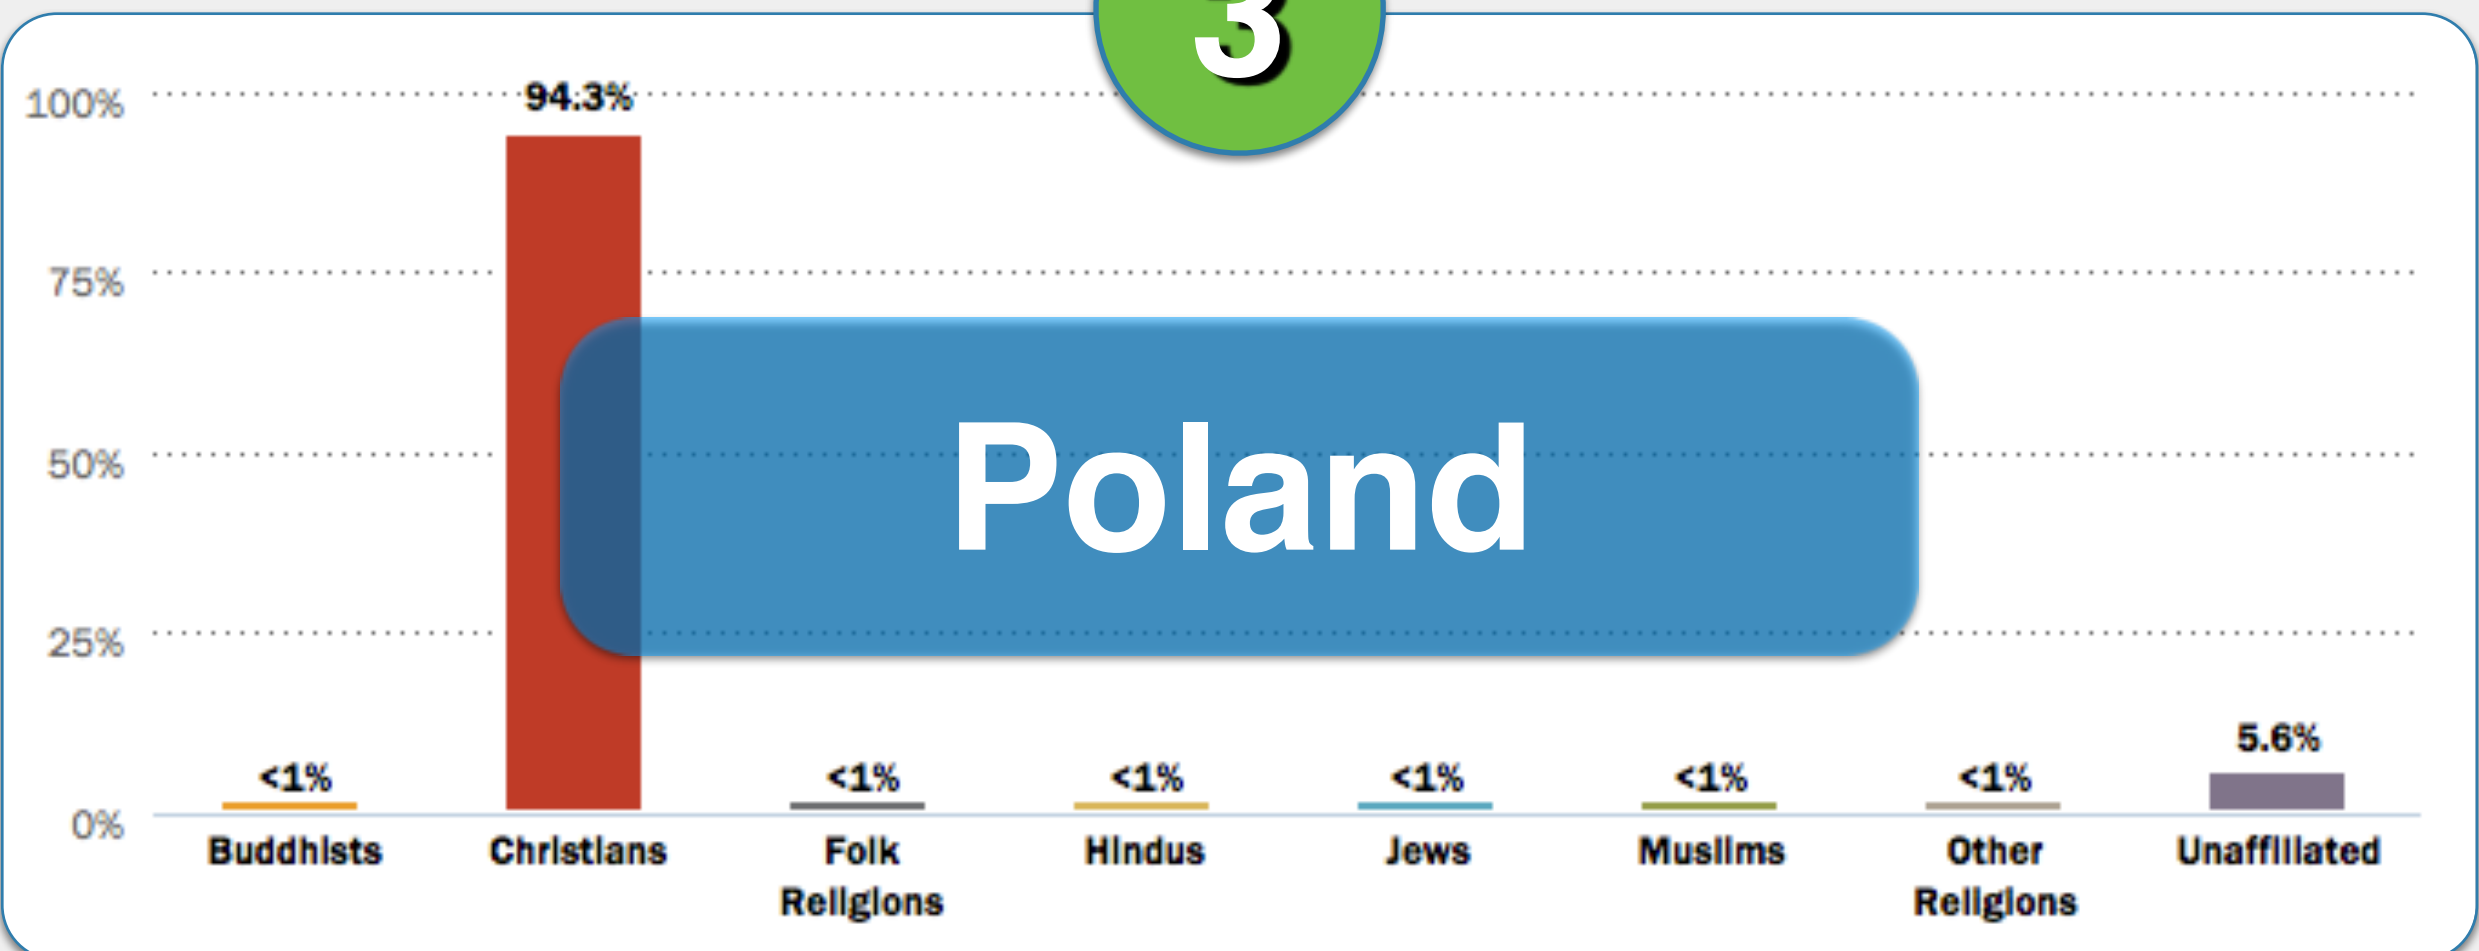 3
100%
94.3%
75%
Poland
50%
25%
5.6%
<1%
<1%
<1%
<1%
<1%
<1%
0%
Buddhists
Christians
Folk
Religions
Hindus
Jews
Muslims
Other
Religions
Unaffiliated